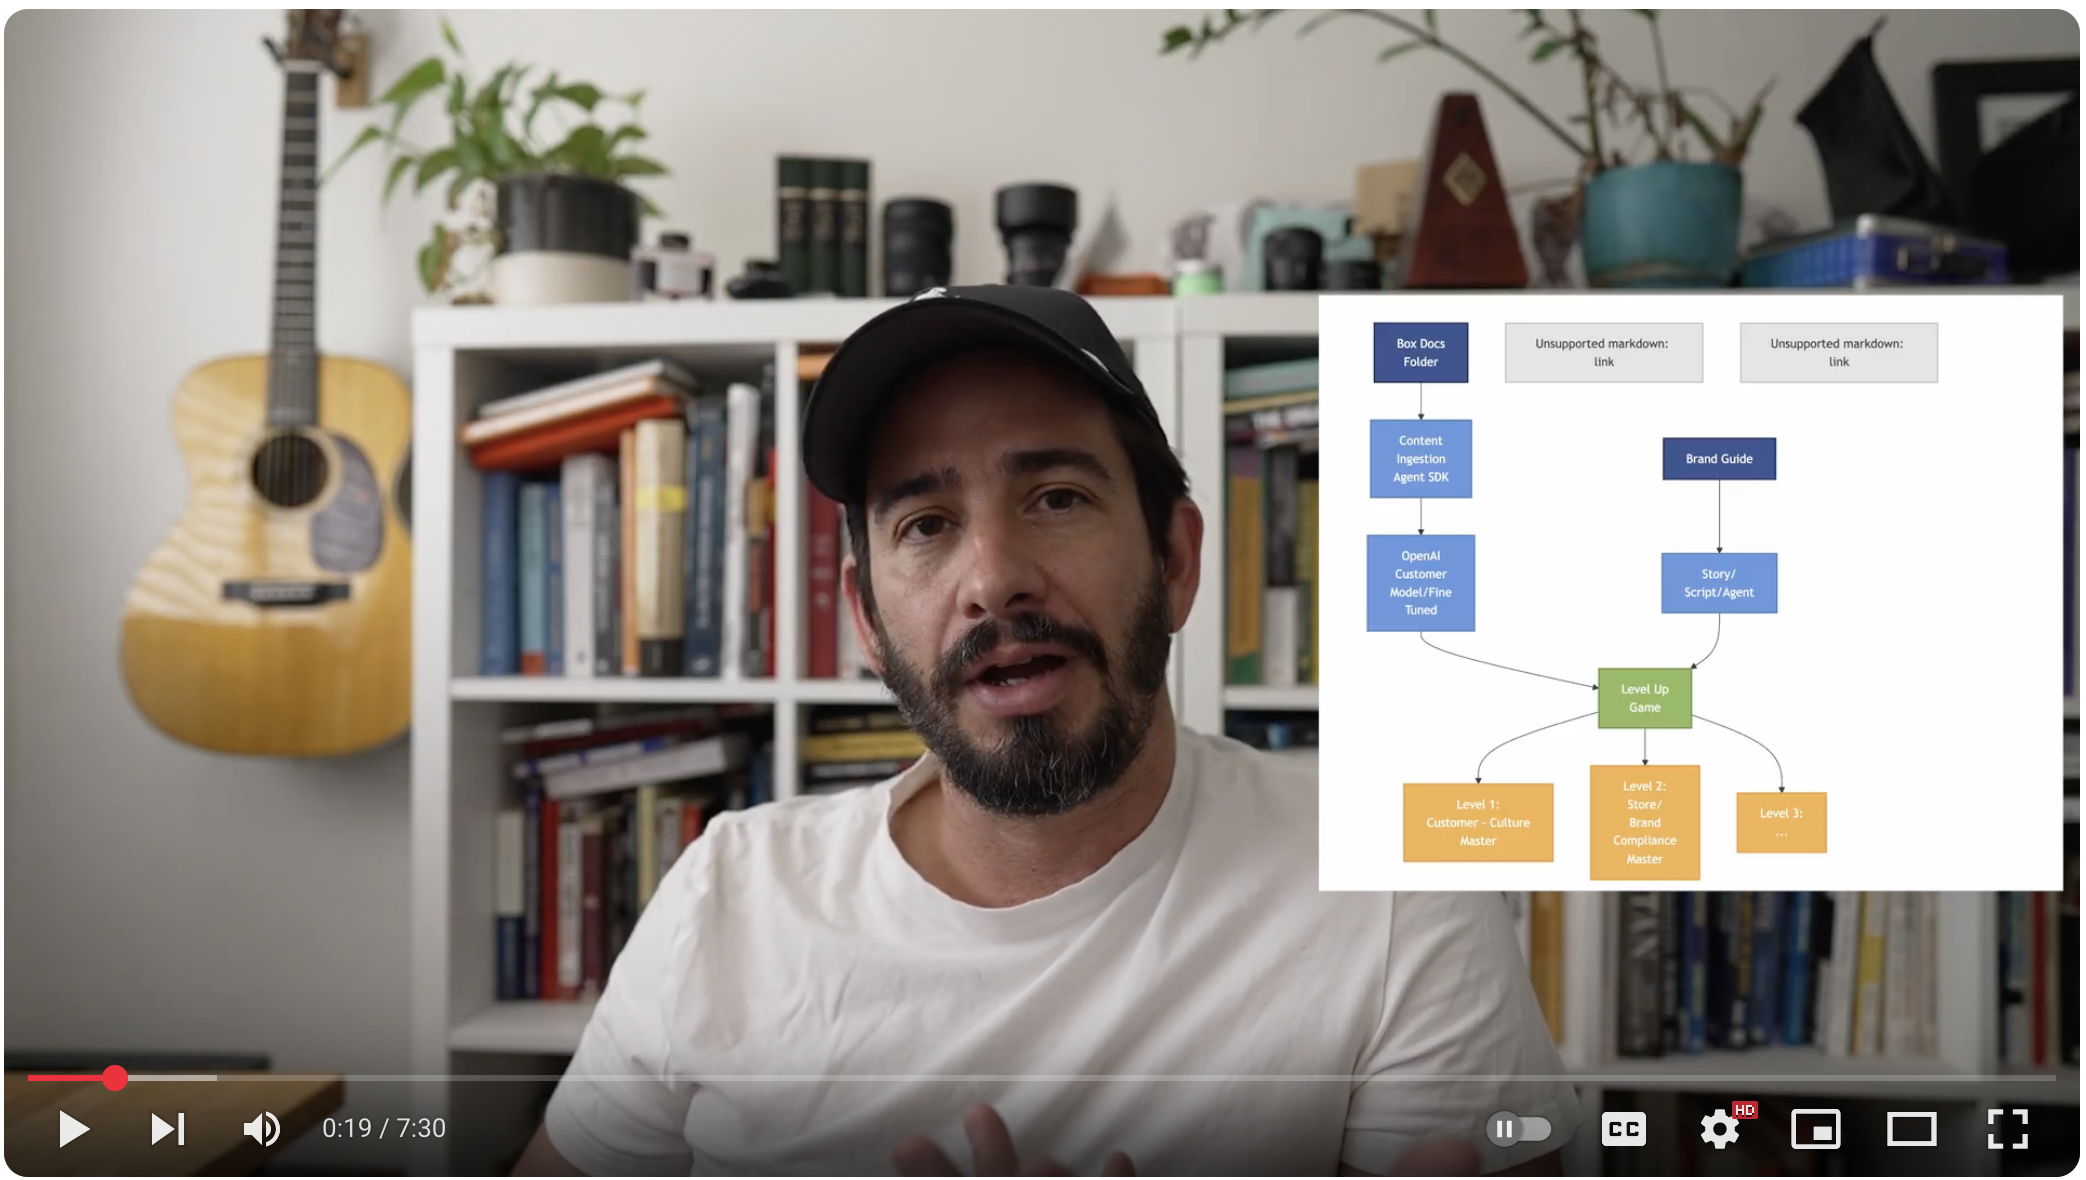 Box Docs
Folder
Unsupported markdown:
link
Unsupported markdown:
link
Content
Ingestion
Agent SDK
Brand Guide
OpenAI
Customer
Model/Fine
Tuned
Story/
Script/Agent
Level Up
Game
Level 1:
Customer - Culture
Master
Level 2:
Store/
Brand
Compliance
Master
Level 3:
...
TAN
0:19 / 7:30
CC
HD